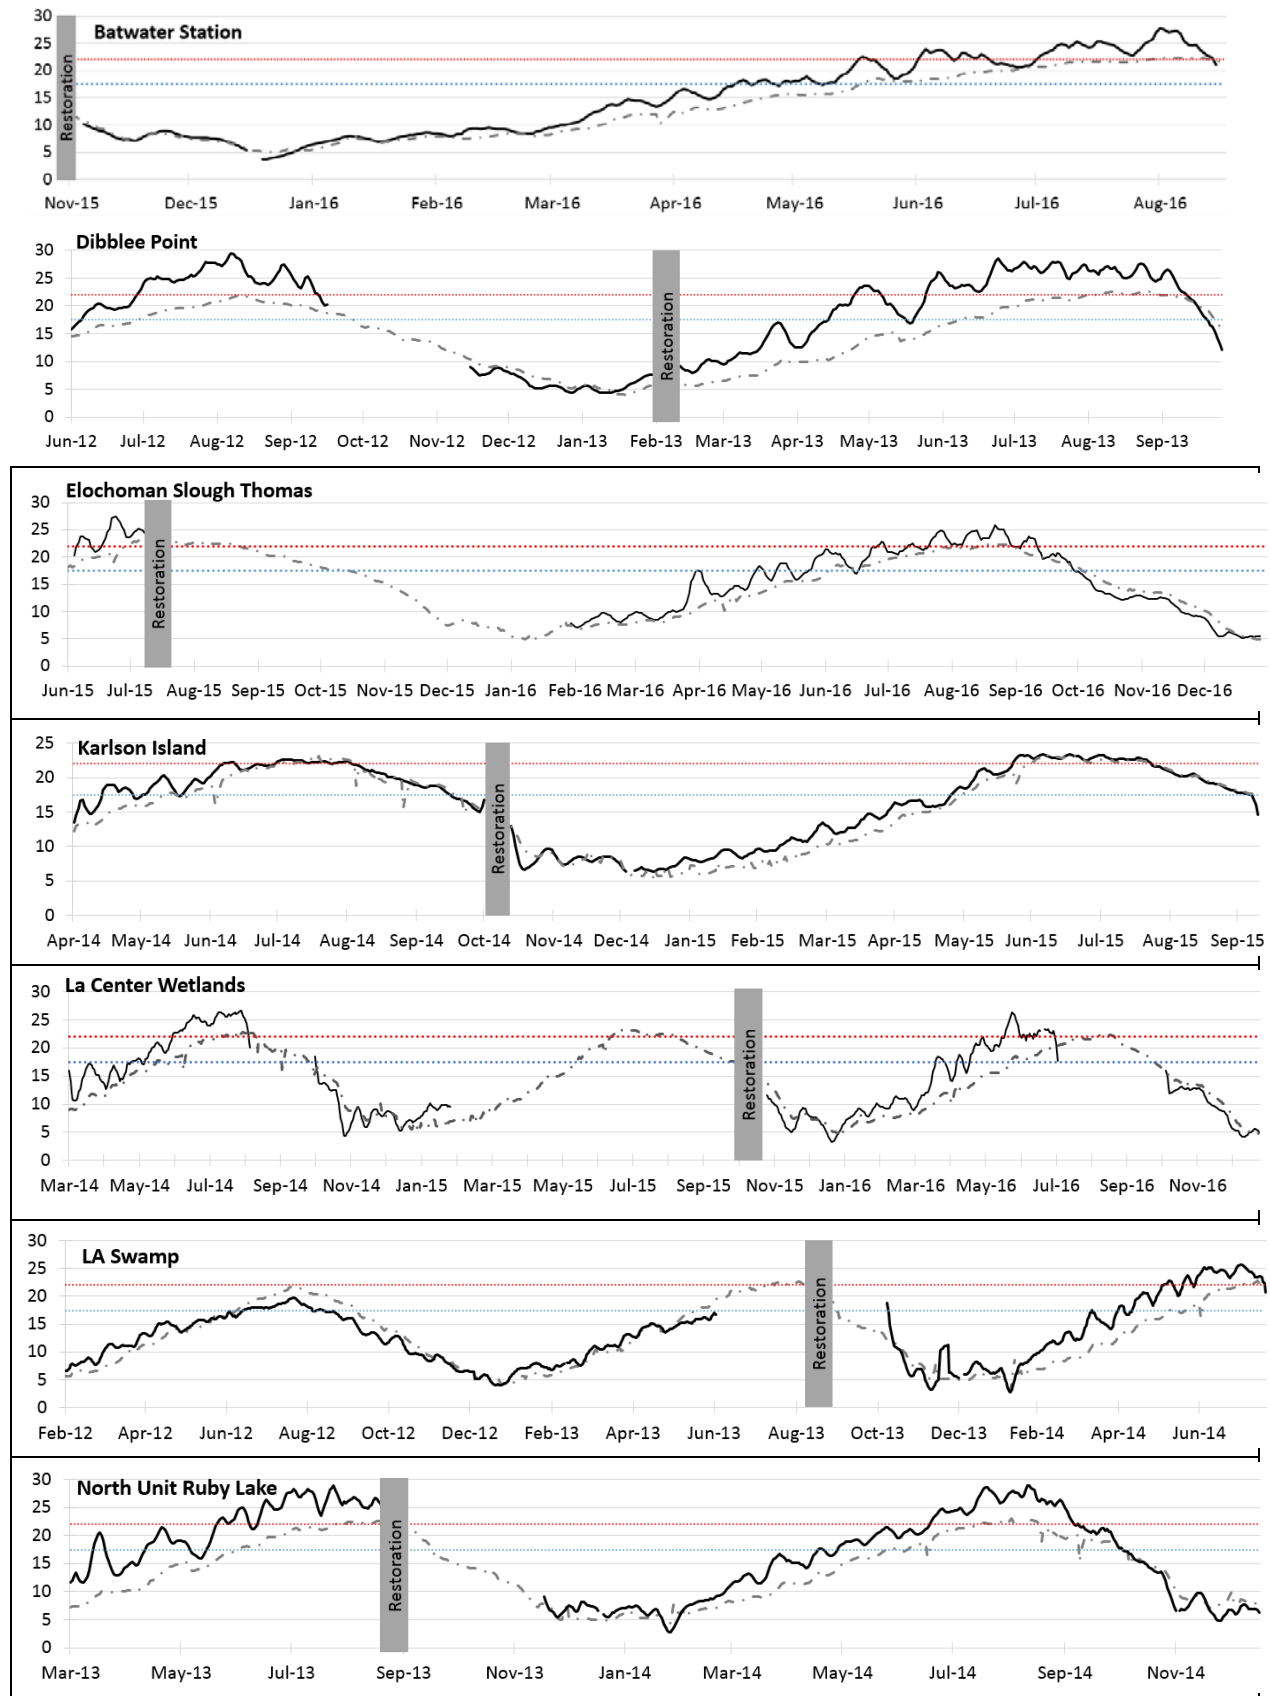 Batwater Station
30
25
20
15
10
5
0
Restoration
Nov-15 Dec-15 Jan-16 Feb-16 Mar-16 Apr-16 May-16 Jun-16 Jul-16 Aug-16
Dibblee Point
30
25
20
15
10
5
0
Restoration
Jun-12 Jul-12 Aug-12 Sep-12 Oct-12 Nov-12 Dec-12 Jan-13 Feb-13 Mar-13 Apr-13 May-13 Jun-13 Jul-13 Aug-13 Sep-13
Elochoman Slough Thomas
30
25
20
15
10
5
0
Restoration
Jun-15 Jul-15 Aug-15 Sep-15 Oct-15 Nov-15 Dec-15 Jan-16 Feb-16 Mar-16 Apr-16 May-16 Jun-16 Jul-16 Aug-16 Sep-16 Oct-16 Nov-16 Dec-16
Karlson Island
25
20
15
10
5
0
Restoration
Apr-14 May-14 Jun-14 Jul-14 Aug-14 Sep-14 Oct-14 Nov-14 Dec-14 Jan-15 Feb-15 Mar-15 Apr-15 May-15 Jun-15 Jul-15 Aug-15 Sep-15
La Center Wetlands
30
25
20
15
10
5
0
Restoration
Mar-14 May-14 Jul-14 Sep-14 Nov-14 Jan-15 Mar-15 May-15 Jul-15 Sep-15 Nov-15 Jan-16 Mar-16 May-16 Jul-16 Sep-16 Nov-16
LA Swamp
30
25
20
15
10
5
0
Restoration
Feb-12 Apr-12 Jun-12 Aug-12 Oct-12 Dec-12 Feb-13 Apr-13 Jun-13 Aug-13 Oct-13 Dec-13 Feb-14 Apr-14 Jun-14
North Unit Ruby Lake
30
25
20
15
10
5
0
Restoration
Mar-13 May-13 Jul-13 Sep-13 Nov-13 Jan-14 Mar-14 May-14 Jul-14 Sep-14 Nov-14